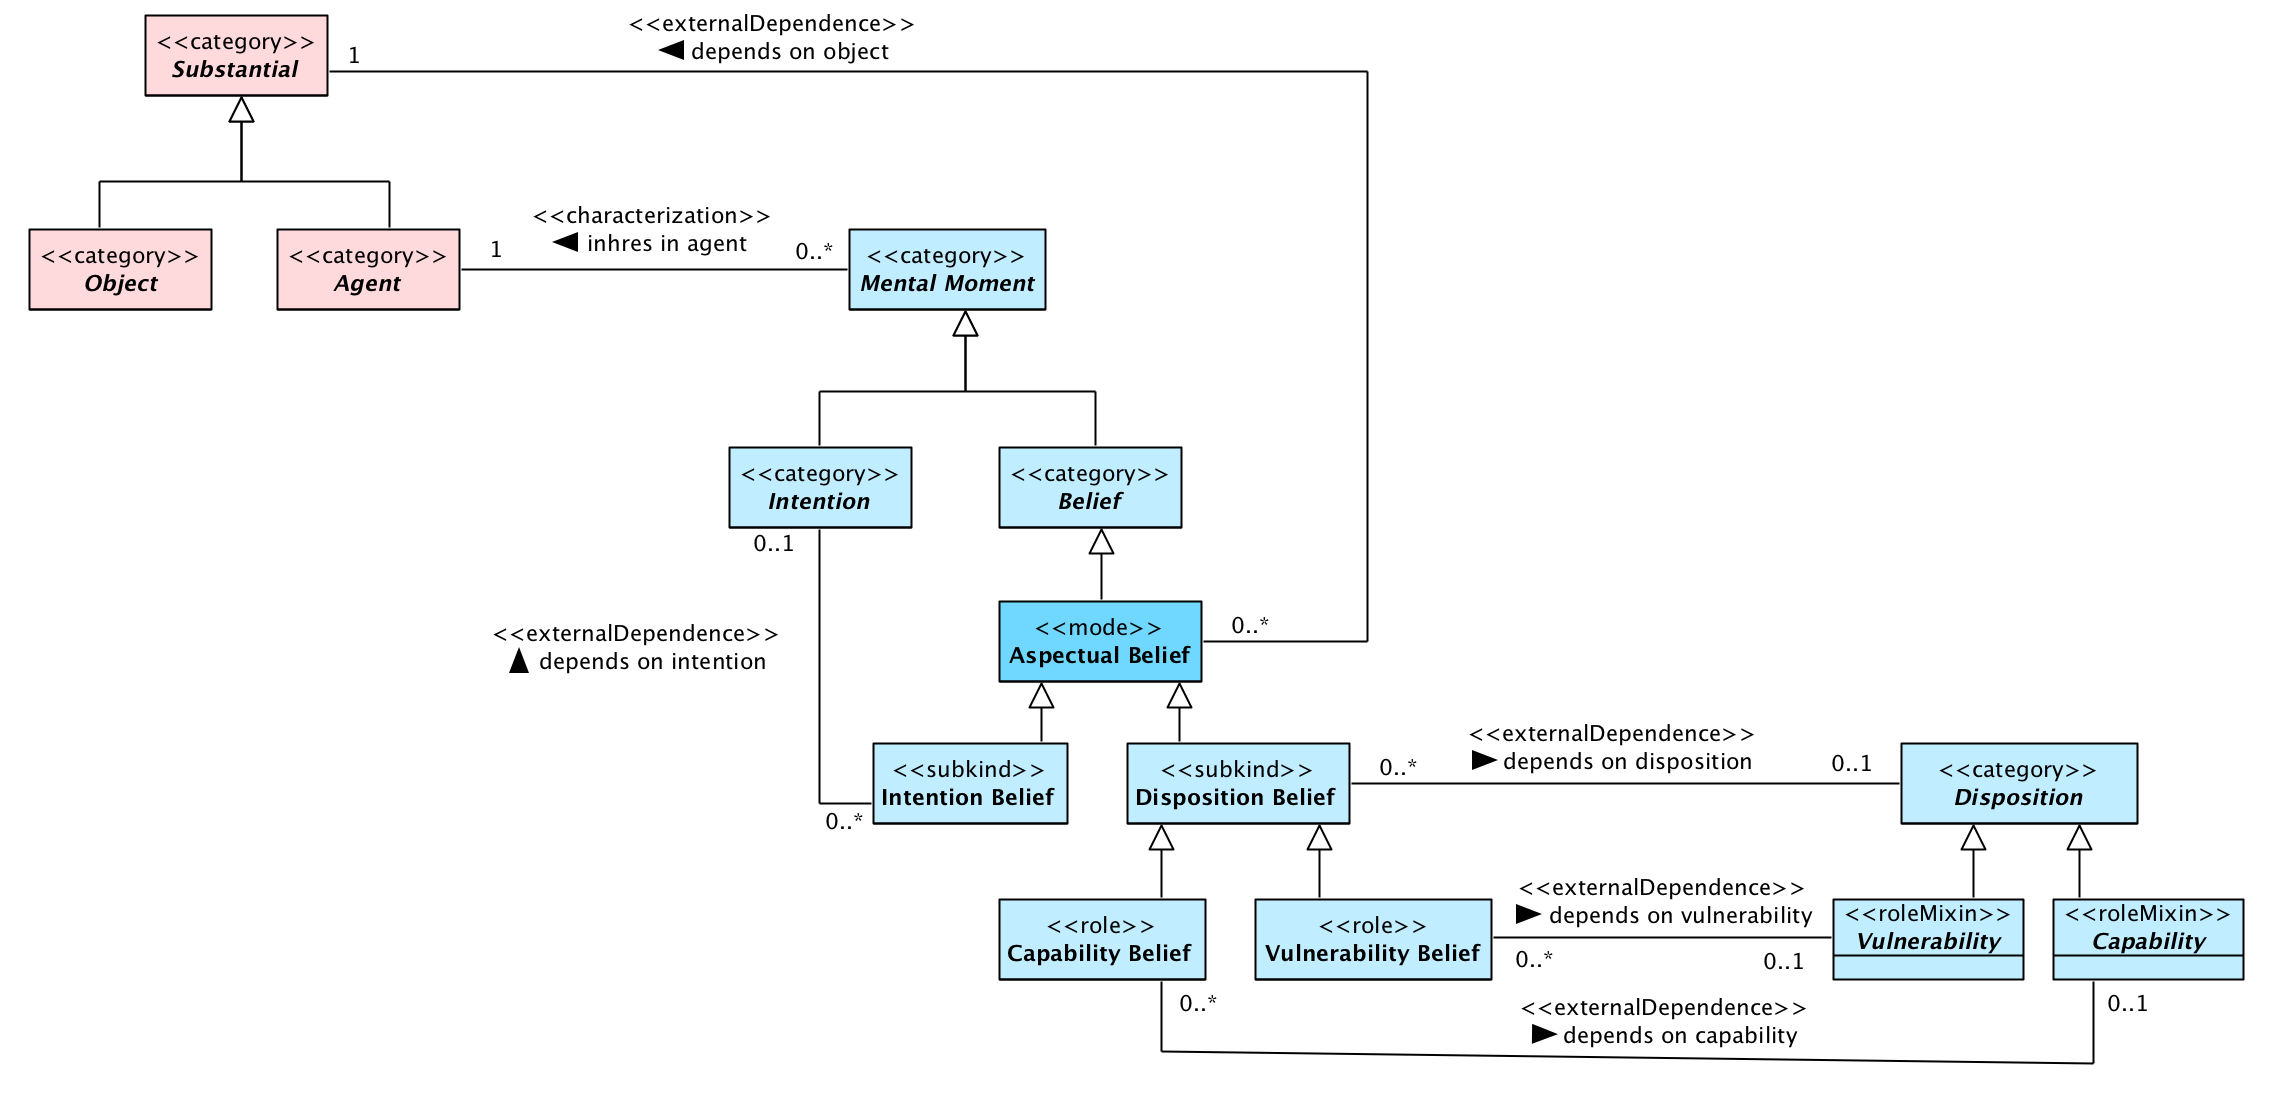 <<externalDependence>>
depends on object
<<category>>
Substantial
1
<<characterization>>
inhres in agent
1
0..*
<<category>>
Object
<<category>>
Agent
<<category>>
Mental Moment
<<category>>
Intention
<<category>>
Belief
0..1
<<externalDependence>>
depends on intention
<<mode>>
Aspectual Belief
0..*
<<subkind>>
Intention Belief
0..*
<<subkind>>
Disposition Belief
0..*
<<externalDependence>>
depends on disposition
0..1
<<category>>
Disposition
<<role>>
Capability Belief
<<role>>
Vulnerability Belief
<<externalDependence>>
depends on vulnerability
0..*
0..1
<<roleMixin>>
Vulnerability
<<roleMixin>>
Capability
0..*
<<externalDependence>>
depends on capability
0..1